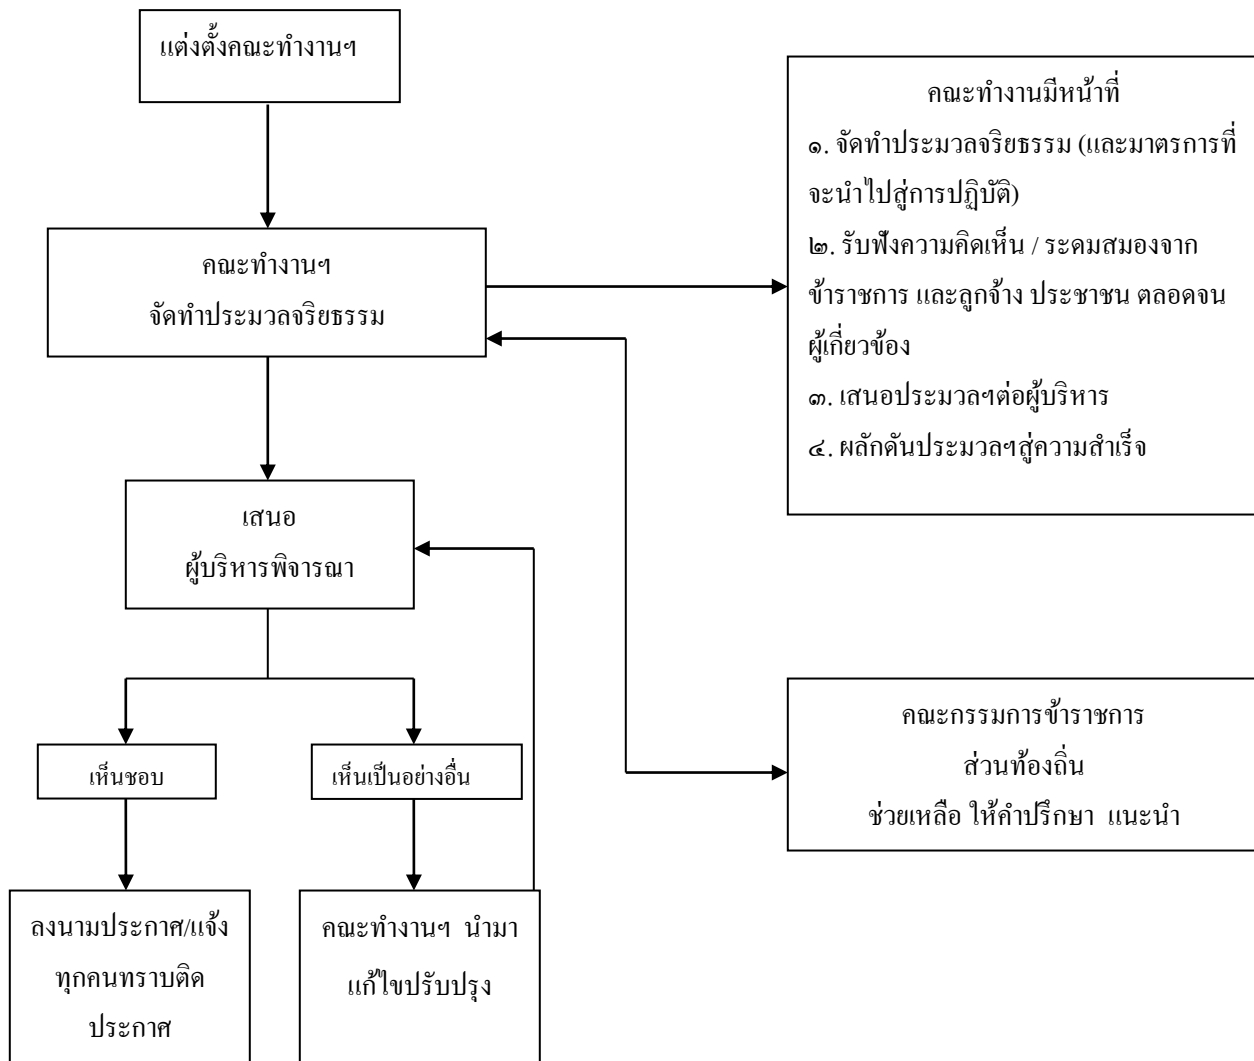 แต่งตั้งคณะทำงานฯ
คณะทำงานมีหน้าที่
๑. จัดทำประมวลจริยธรรม (และมาตรการที่
จะนำไปสู่การปฏิบัติ)
๒. รับฟังความคิดเห็น / ระดมสมองจาก
ข้าราชการ และลูกจ้าง ประชาชน ตลอดจน
ผู้เกี่ยวข้อง
๓. เสนอประมวลฯต่อผู้บริหาร
๔. ผลักดันประมวลฯสู่ความสำเร็จ
คณะทำงานฯ
จัดทำประมวลจริยธรรม
เสนอ
ผู้บริหารพิจารณา
คณะกรรมการข้าราชการ
ส่วนท้องถิ่น
ช่วยเหลือ ให้คำปรึกษา แนะนำ
เห็นชอบ
เห็นเป็นอย่างอื่น
ลงนามประกาศ/แจ้ง
ทุกคนทราบติด
ประกาศ
คณะทำงานฯ นำมา
แก้ไขปรับปรุง